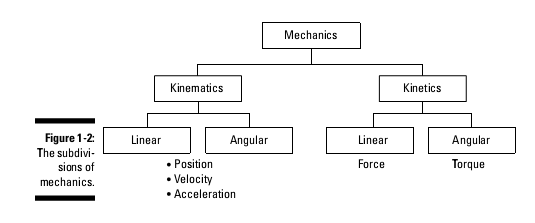 Mechanics
Kinematics
Kinetics
Linear
Angular
Linear
Angular
• Position
• Velocity
• Acceleration
Force
Torque
Figure 1-2:
The subdivi-
sions of
mechanics.